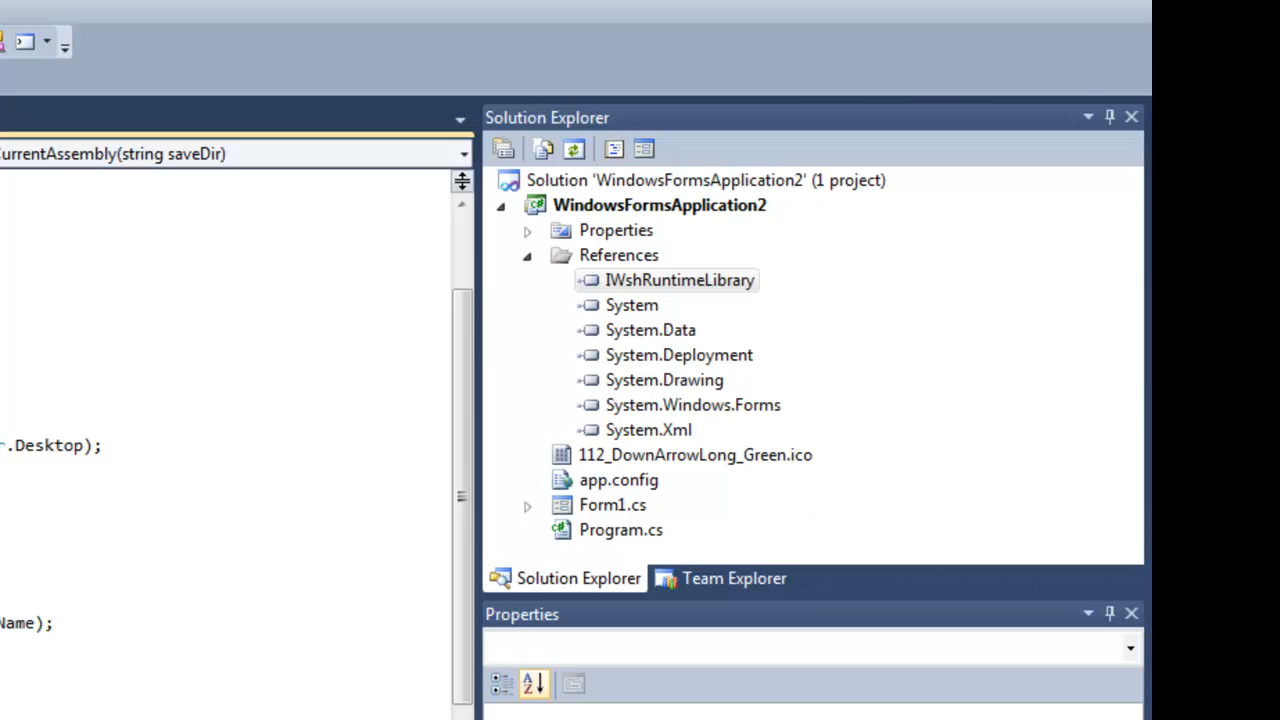 Solution Explorer
CurrentAssembly(string saveDir)
Solution 'WindowsFormsApplication2' (1 project)
WindowsFormsApplication2
Properties
References
IWshRuntimeLibrary
System
System.Data
System.Deployment
System.Drawing
System.Windows.Forms
System.Xml
r.Desktop);
112_DownArrowLong_Green.ico
app.config
Form1.cs
Program.cs
Solution Explorer
Team Explorer
Properties
Name);